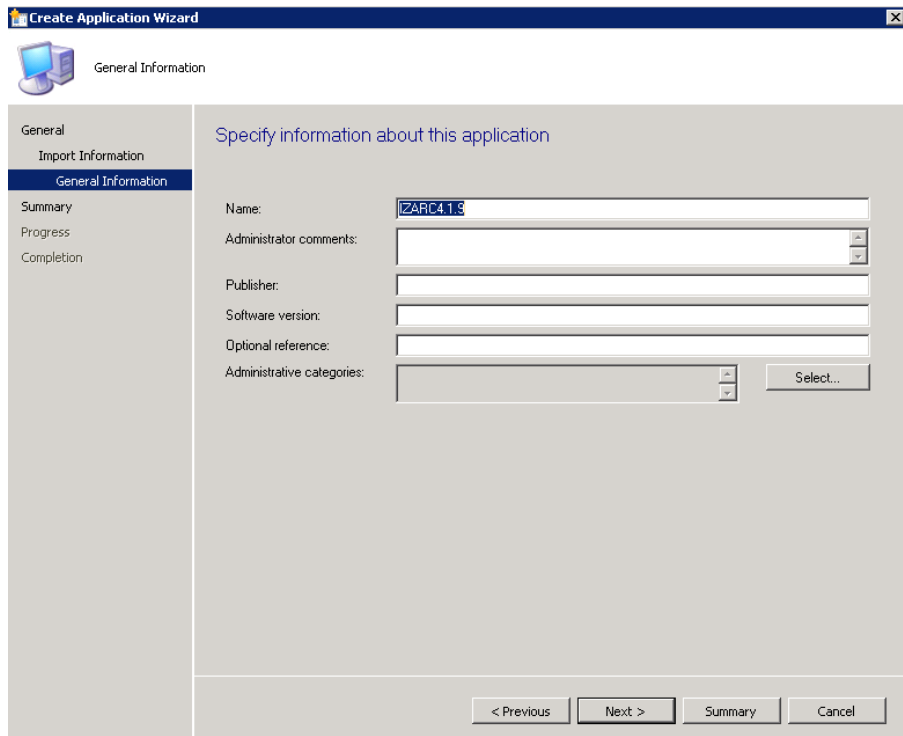 Create Application Wizard
General Information
General
Import Information
General Information
Summary
Progress
Completion
Specify information about this application
Name: IZARC4.1.9
Administrator comments:
Publisher:
Software version:
Optional reference:
Administrative categories:
Select...
< Previous
Next >
Summary
Cancel